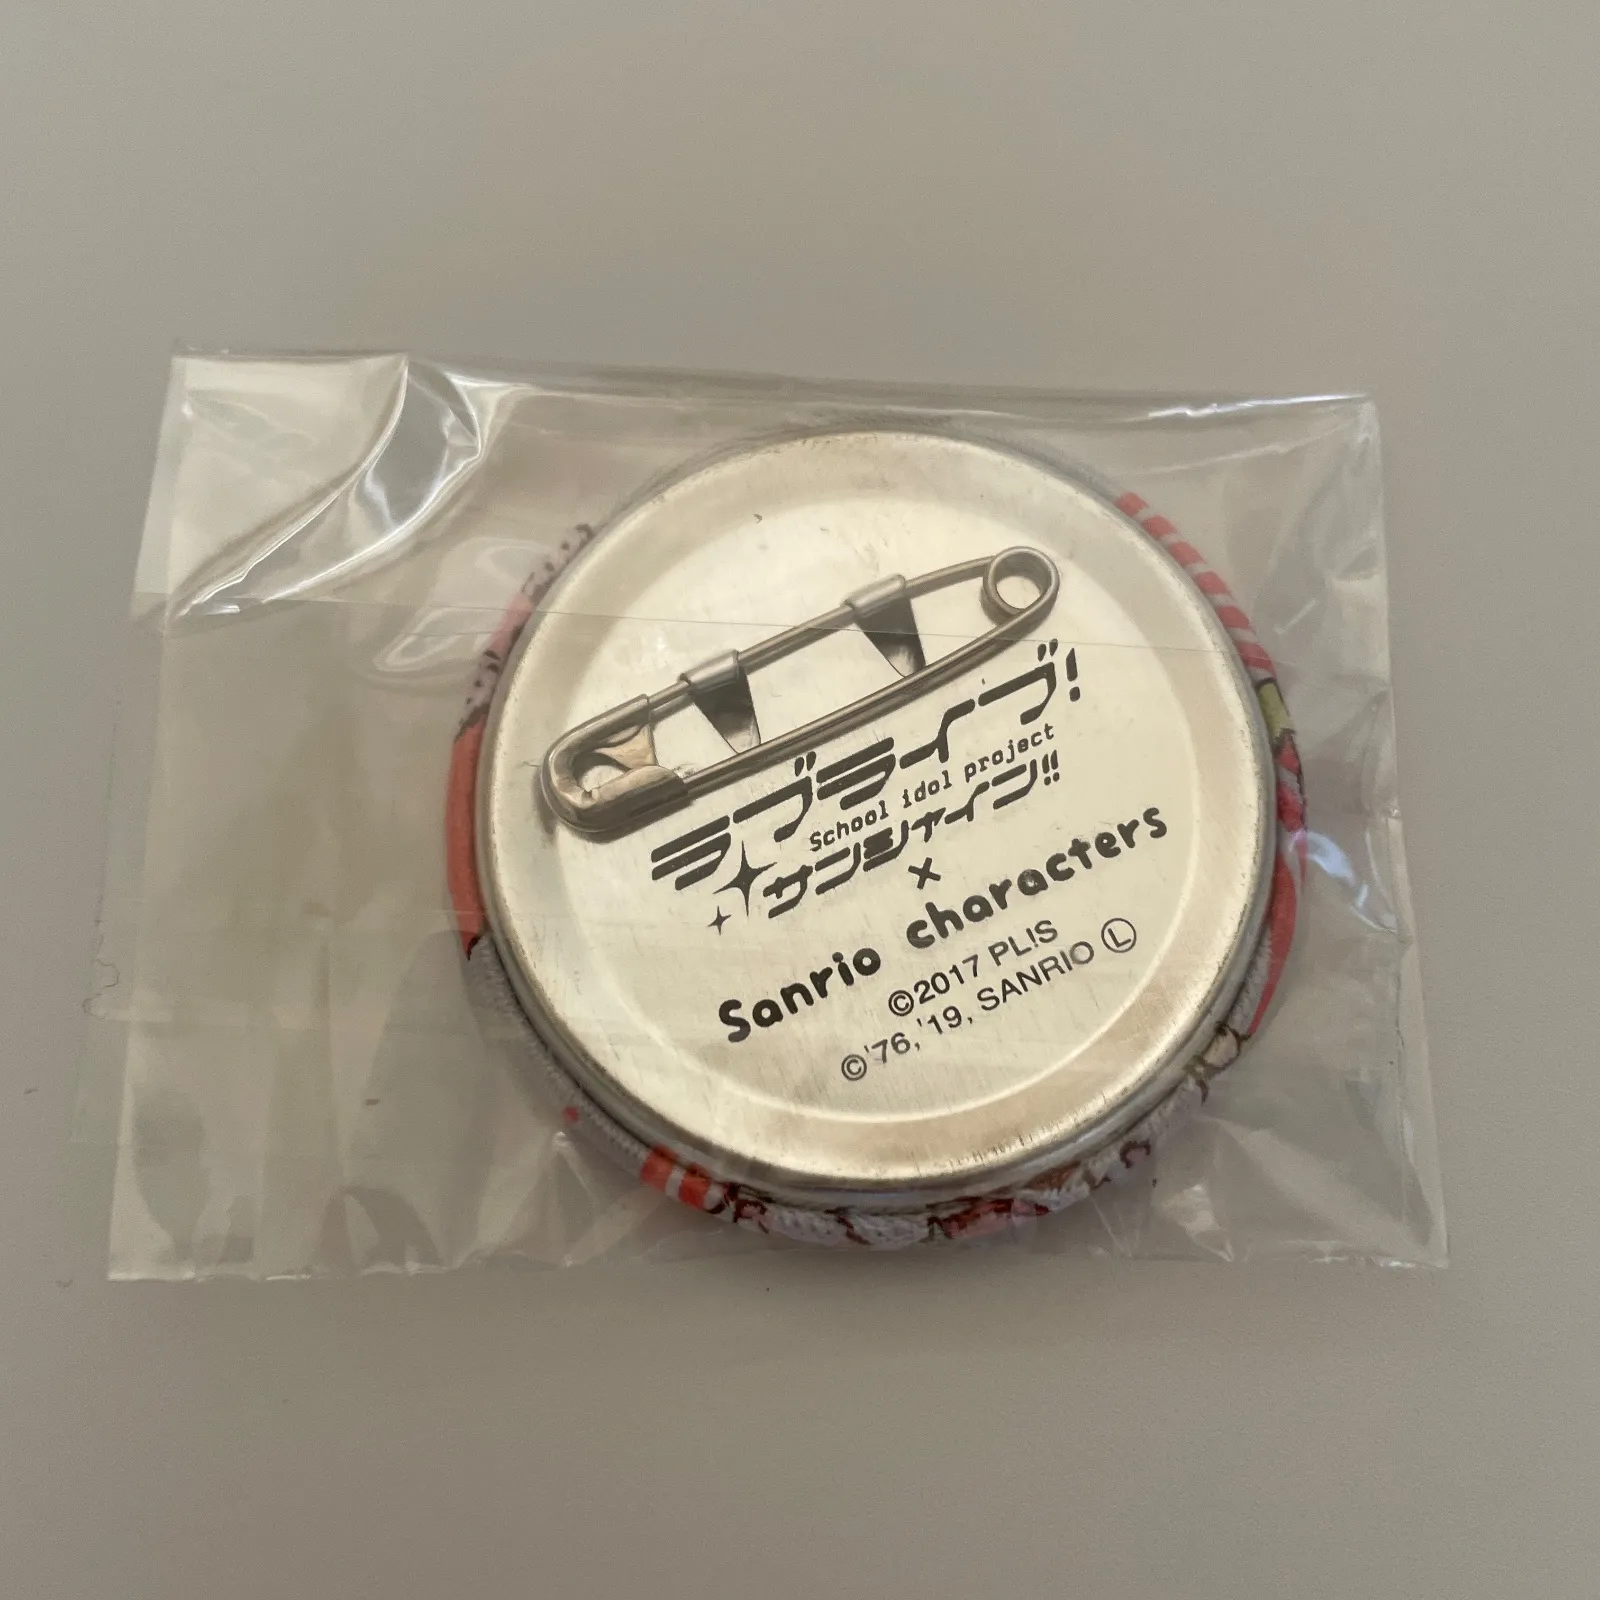 ラブライブ!
School idol project
サンシャイン!!
×
Sanrio characters
©2017 PL!S
©'76, '19, SANRIO Ⓛ